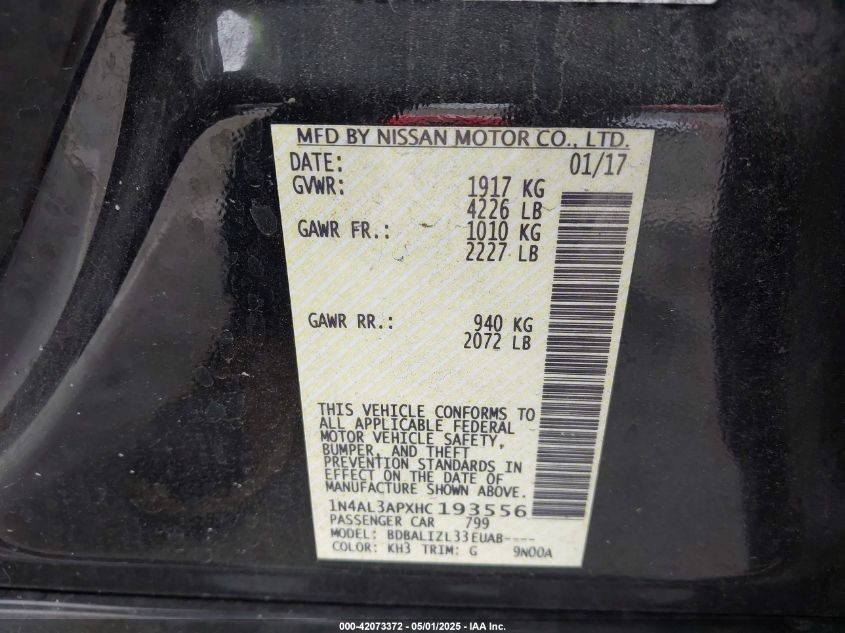 MFD BY NISSAN MOTOR CO., LTD.
DATE: 01/17
GVWR: 1917 KG
4226 LB
GAWR FR.: 1010 KG
2227 LB
GAWR RR.: 940 KG
2072 LB
THIS VEHICLE CONFORMS TO
ALL APPLICABLE FEDERAL
MOTOR VEHICLE SAFETY,
BUMPER, AND THEFT
PREVENTION STANDARDS IN
EFFECT ON THE DATE OF
MANUFACTURE SHOWN ABOVE.
1N4AL3APXHC193556
PASSENGER CAR 799
MODEL: BDBALIZL33EUAB----
COLOR: KH3 TRIM: G 9N00A
000-42073372 - 05/01/2025 - IAA Inc.